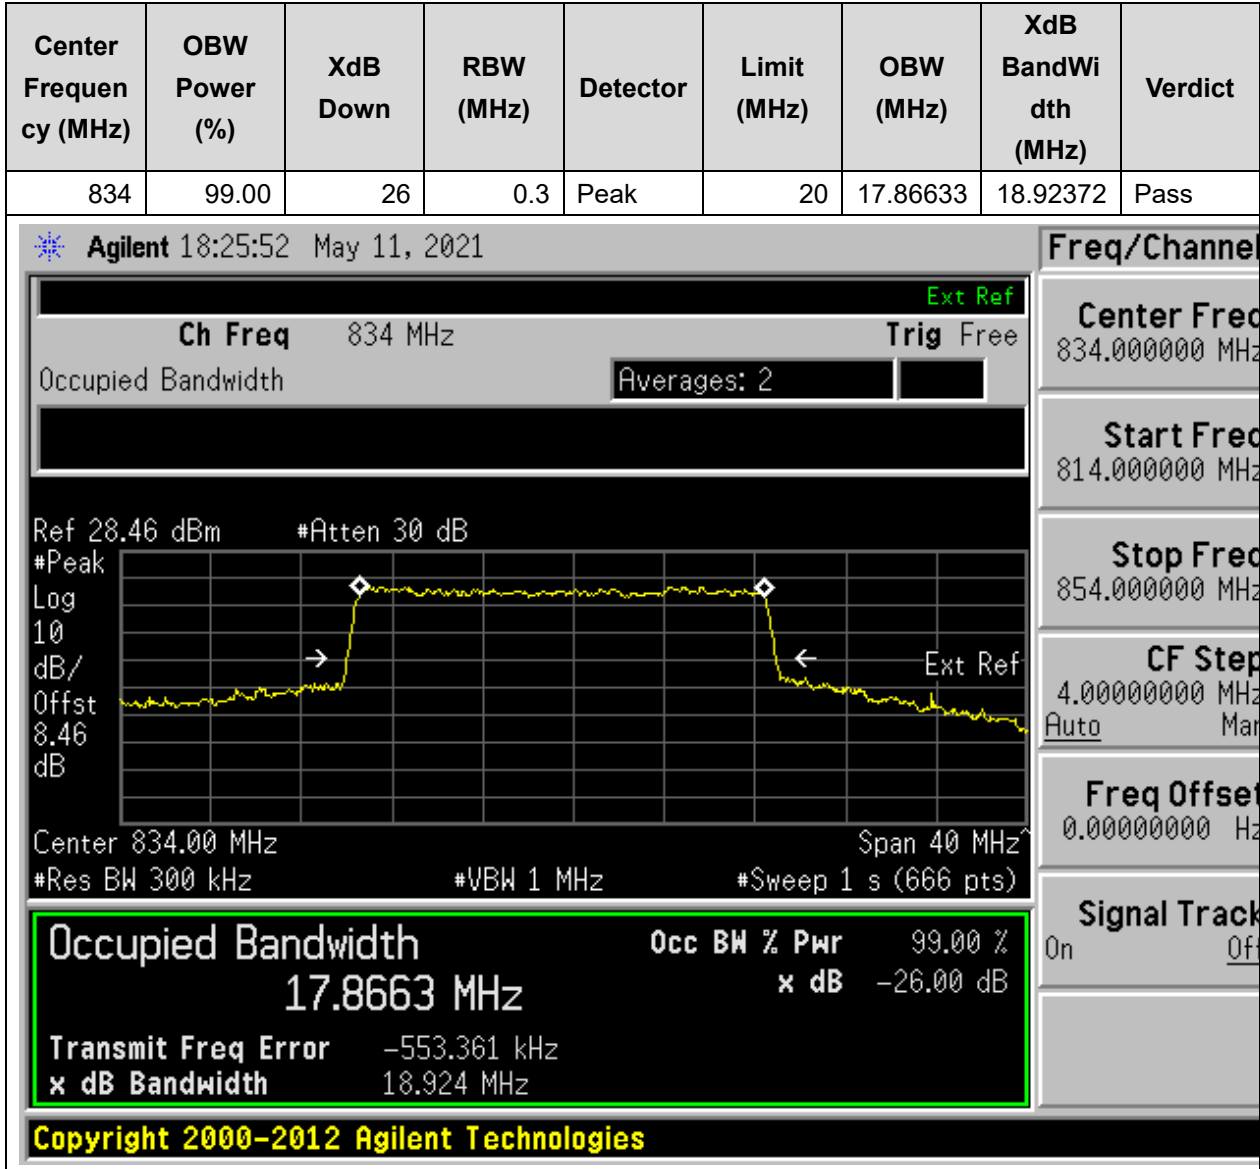 Center Frequen cy (MHz)
OBW Power (%)
XdB Down
RBW (MHz)
Detector
Limit (MHz)
OBW (MHz)
XdB BandWi dth (MHz)
Verdict
834 99.00 26 0.3 Peak 20 17.86633 18.92372 Pass
Agilent 18:25:52 May 11, 2021
Freq/Channel
Ext Ref
Ch Freq 834 MHz Trig Free
Occupied Bandwidth Averages: 2
Center Freq
834.000000 MHz
Start Freq
814.000000 MHz
Stop Freq
854.000000 MHz
CF Step
4.00000000 MHz
Auto Man
Freq Offset
0.00000000 Hz
Signal Track
On Off
Ref 28.46 dBm #Atten 30 dB
#Peak
Log
10
dB/
Offst
8.46
dB
Ext Ref
Center 834.00 MHz Span 40 MHz^
#Res BW 300 kHz #VBW 1 MHz #Sweep 1 s (666 pts)
Occupied Bandwidth Occ BW % Pwr 99.00 %
17.8663 MHz x dB -26.00 dB
Transmit Freq Error -553.361 kHz
x dB Bandwidth 18.924 MHz
Copyright 2000-2012 Agilent Technologies